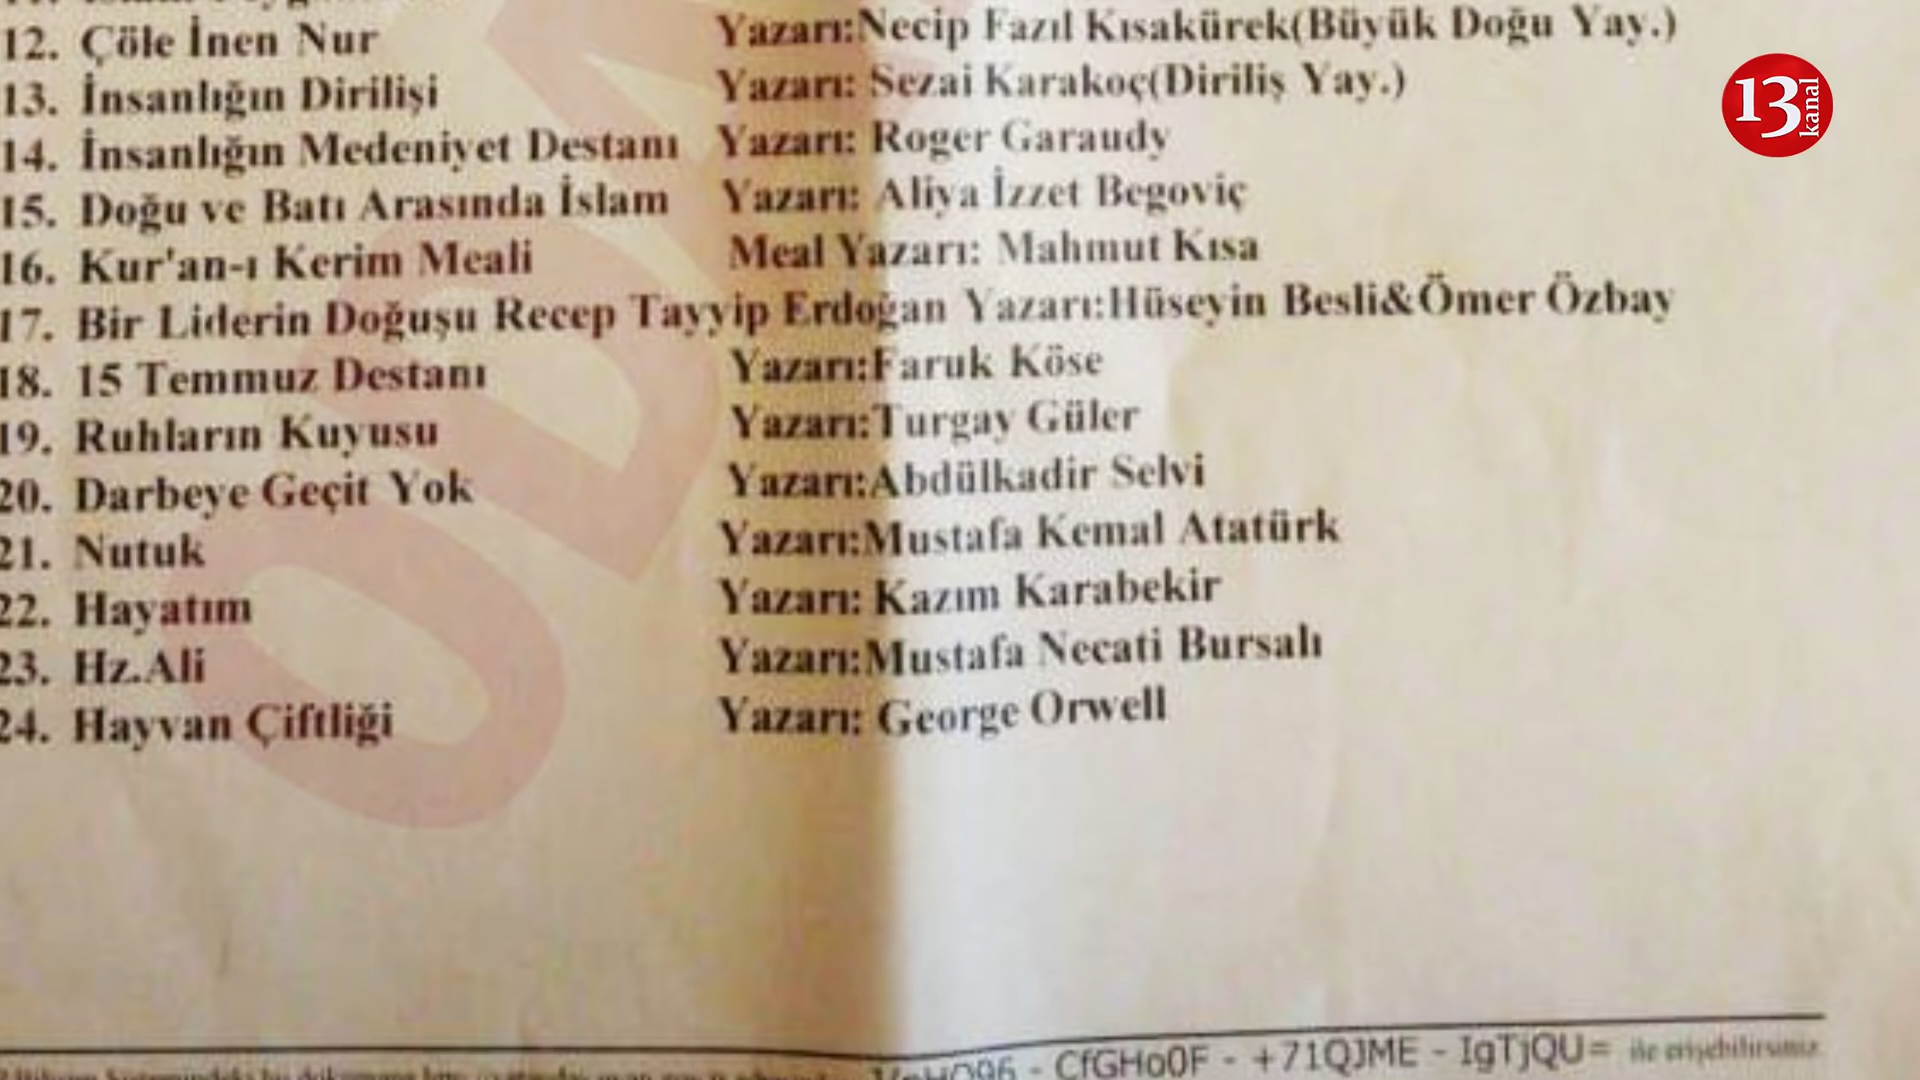 12. Çöle İnen Nur Yazarı:Necip Fazıl Kısakürek(Büyük Doğu Yay.)
13. İnsanlığın Dirilişi Yazarı: Sezai Karakoç(Diriliş Yay.)
14. İnsanlığın Medeniyet Destanı Yazarı: Roger Garaudy
15. Doğu ve Batı Arasında İslam Yazarı: Aliya İzzet Begoviç
16. Kur'an-ı Kerim Meali Meal Yazarı: Mahmut Kısa
17. Bir Liderin Doğuşu Recep Tayyip Erdoğan Yazarı:Hüseyin Besli&Ömer Özbay
18. 15 Temmuz Destanı Yazarı:Faruk Köse
19. Ruhların Kuyusu Yazarı:Turgay Güler
20. Darbeye Geçit Yok Yazarı:Abdülkadir Selvi
21. Nutuk Yazarı:Mustafa Kemal Atatürk
22. Hayatım Yazarı: Kazım Karabekir
23. Hz.Ali Yazarı:Mustafa Necati Bursalı
24. Hayvan Çiftliği Yazarı: George Orwell
- CfGHo0F - +71QJME - IgTjQU= ile erişebilirsiniz.
13 kanal